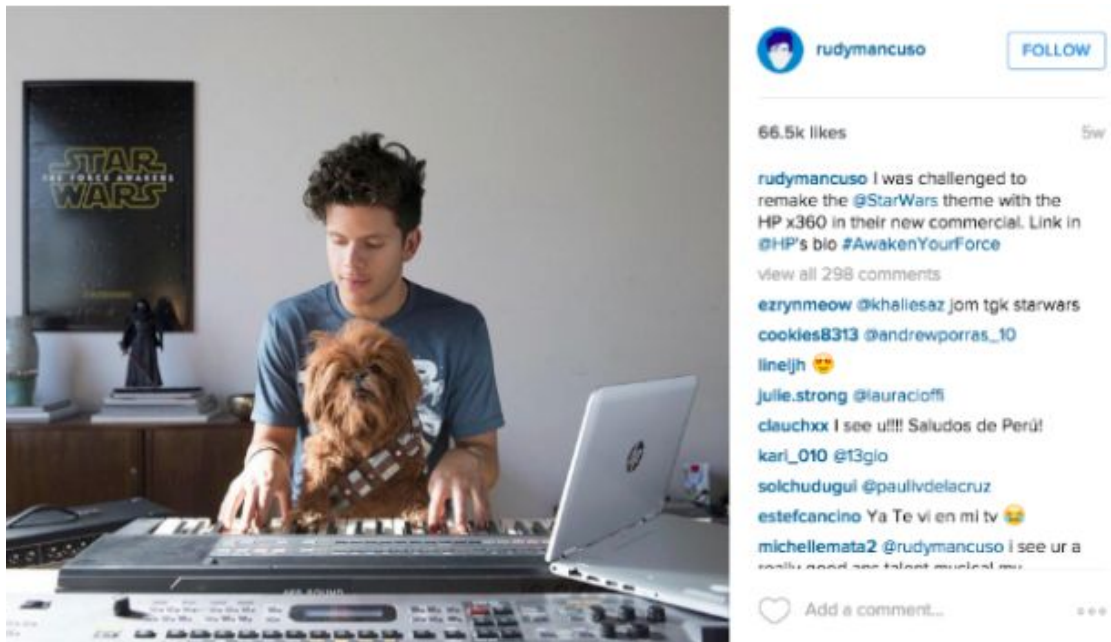 STAR
THE FORCE AWAKENS
WARS
hp
rudymancuso
FOLLOW
66.5k likes
5w
rudymancuso I was challenged to
remake the @StarWars theme with the
HP x360 in their new commercial. Link in
@HP's bio #AwakenYourForce
view all 298 comments
ezrynmeow @khaliesaz jom tgk starwars
cookies8313 @andrewporras_10
lineljh 😍
julie.strong @lauracioffi
clauchxx I see u!!!! Saludos de Perú!
kari_010 @13glo
solchudugui @paulivdelacruz
estefcancino Ya Te vi en mi tv 😂
michellemata2 @rudymancuso i see ur a
Add a comment...